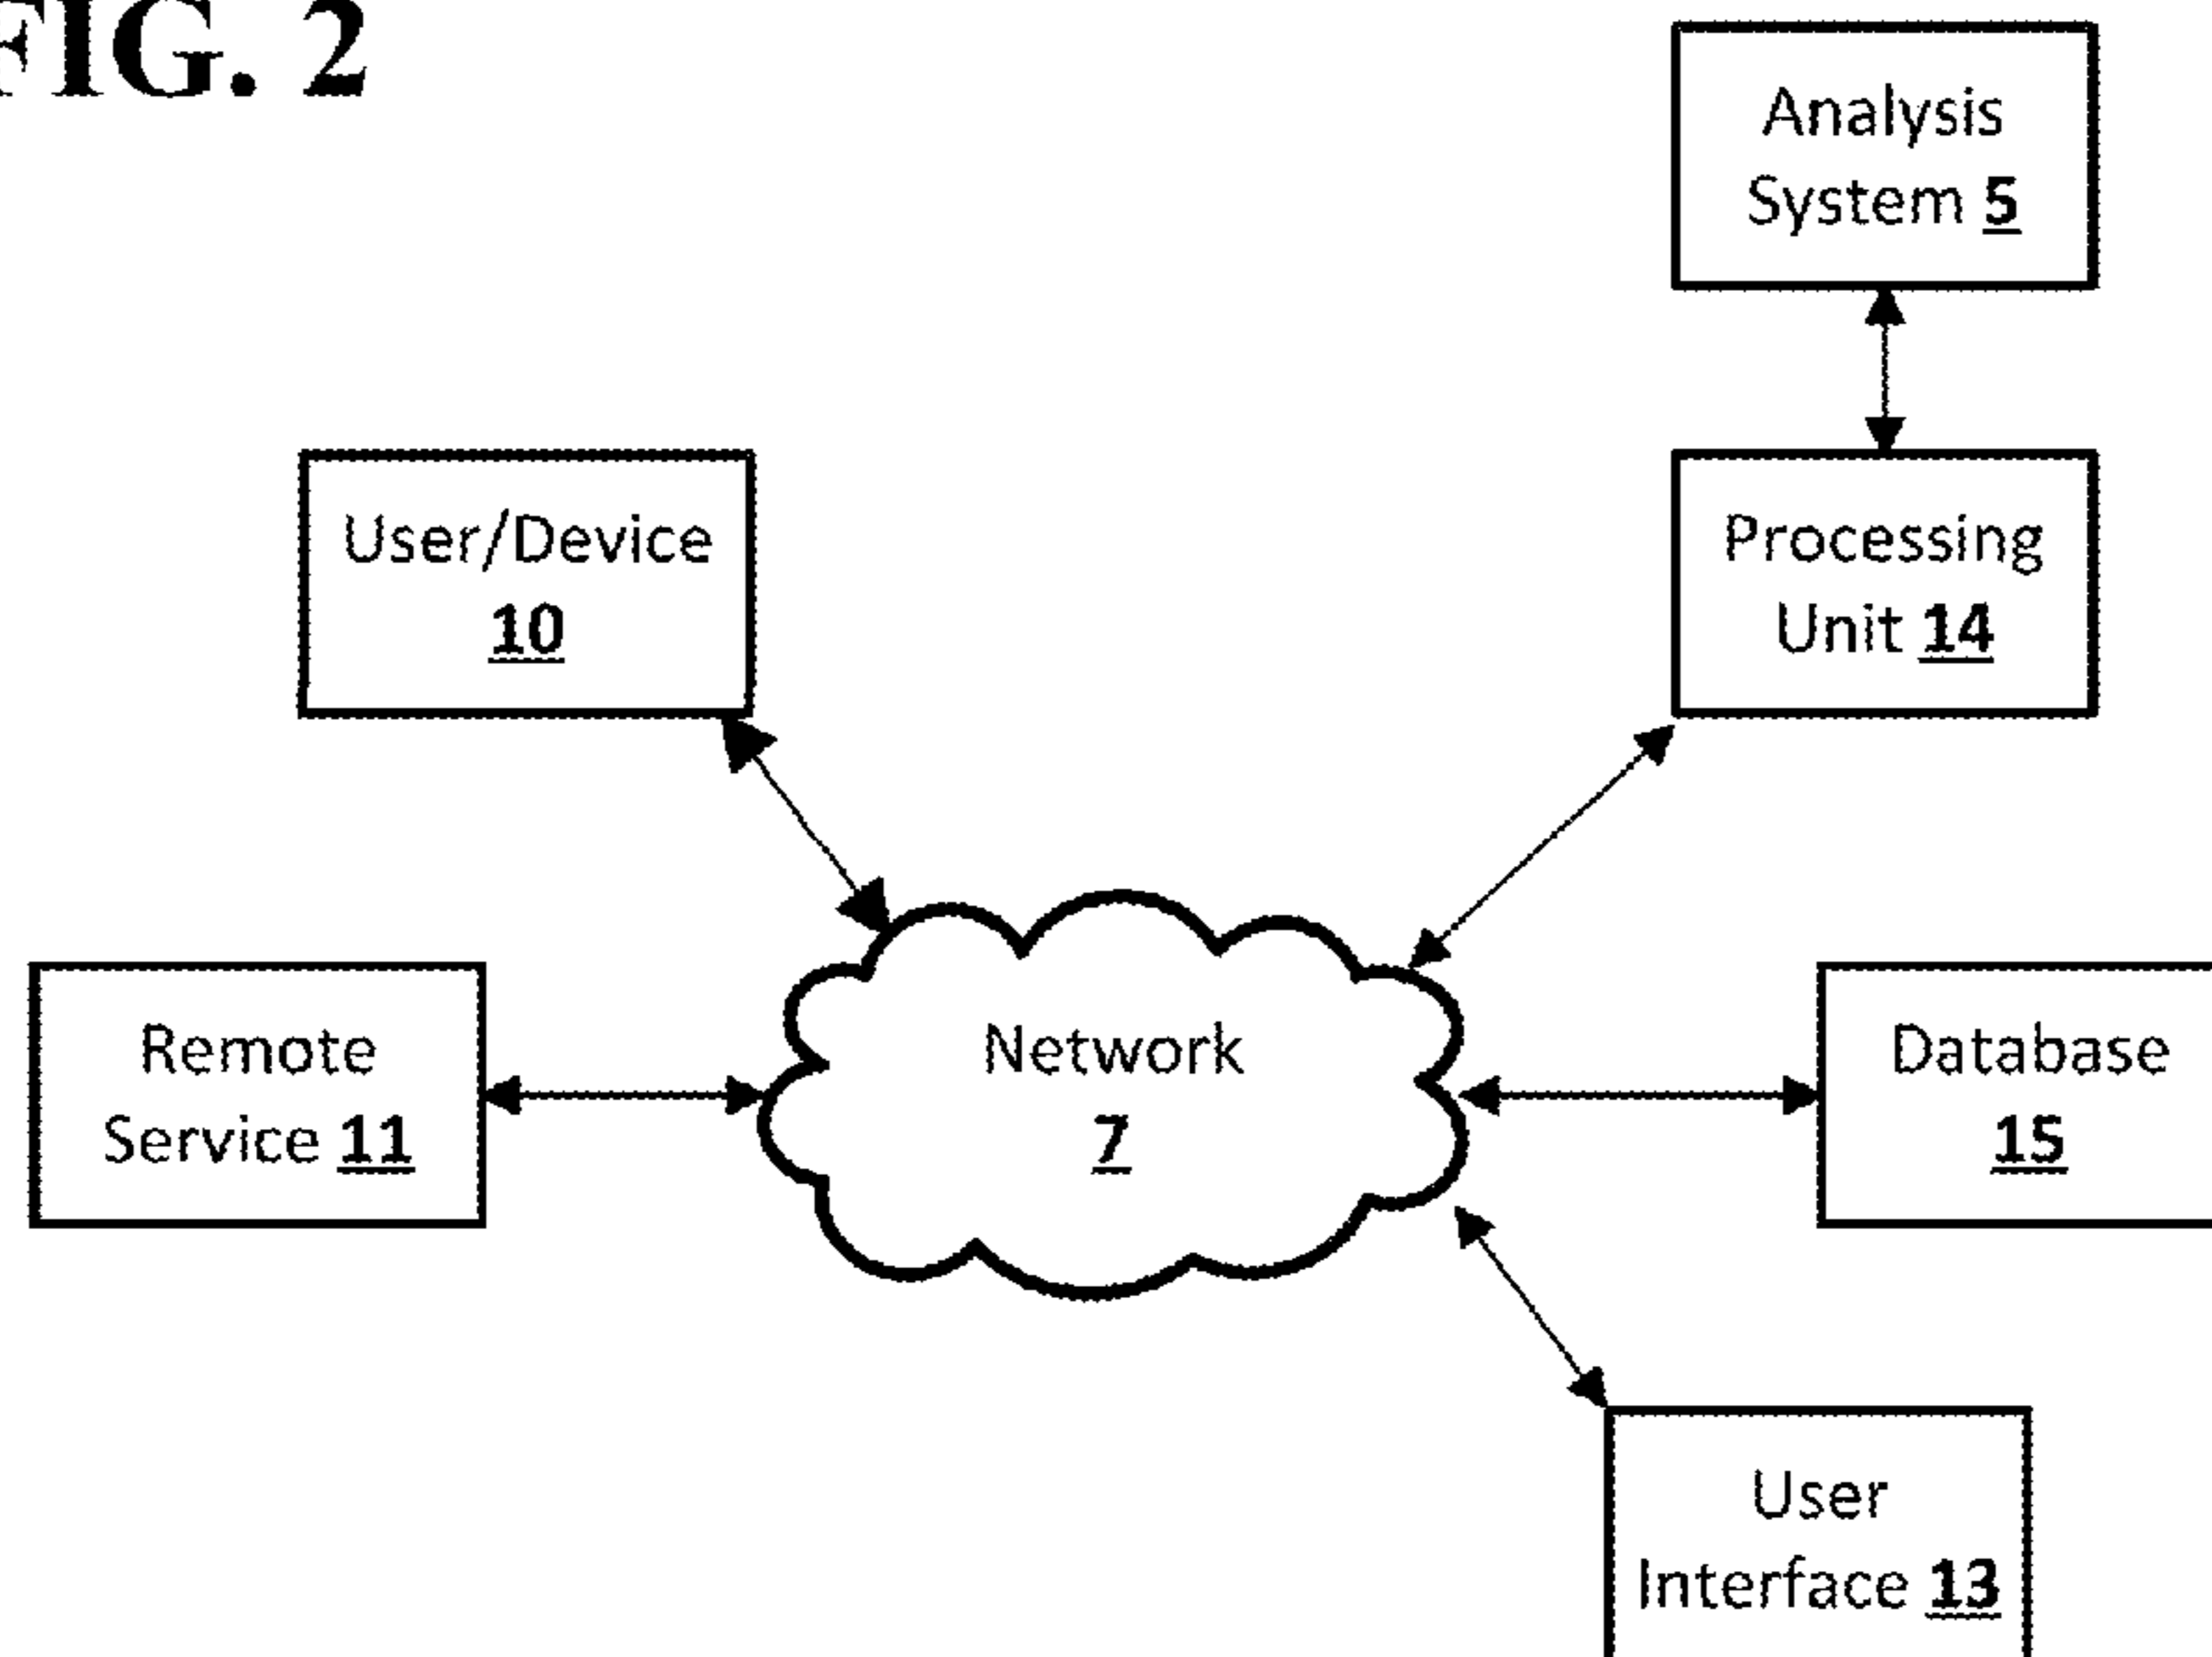 FIG. 2
Analysis
System 5
User/Device
10
Processing
Unit 14
Remote
Service 11
Network
7
Database
15
User
Interface 13